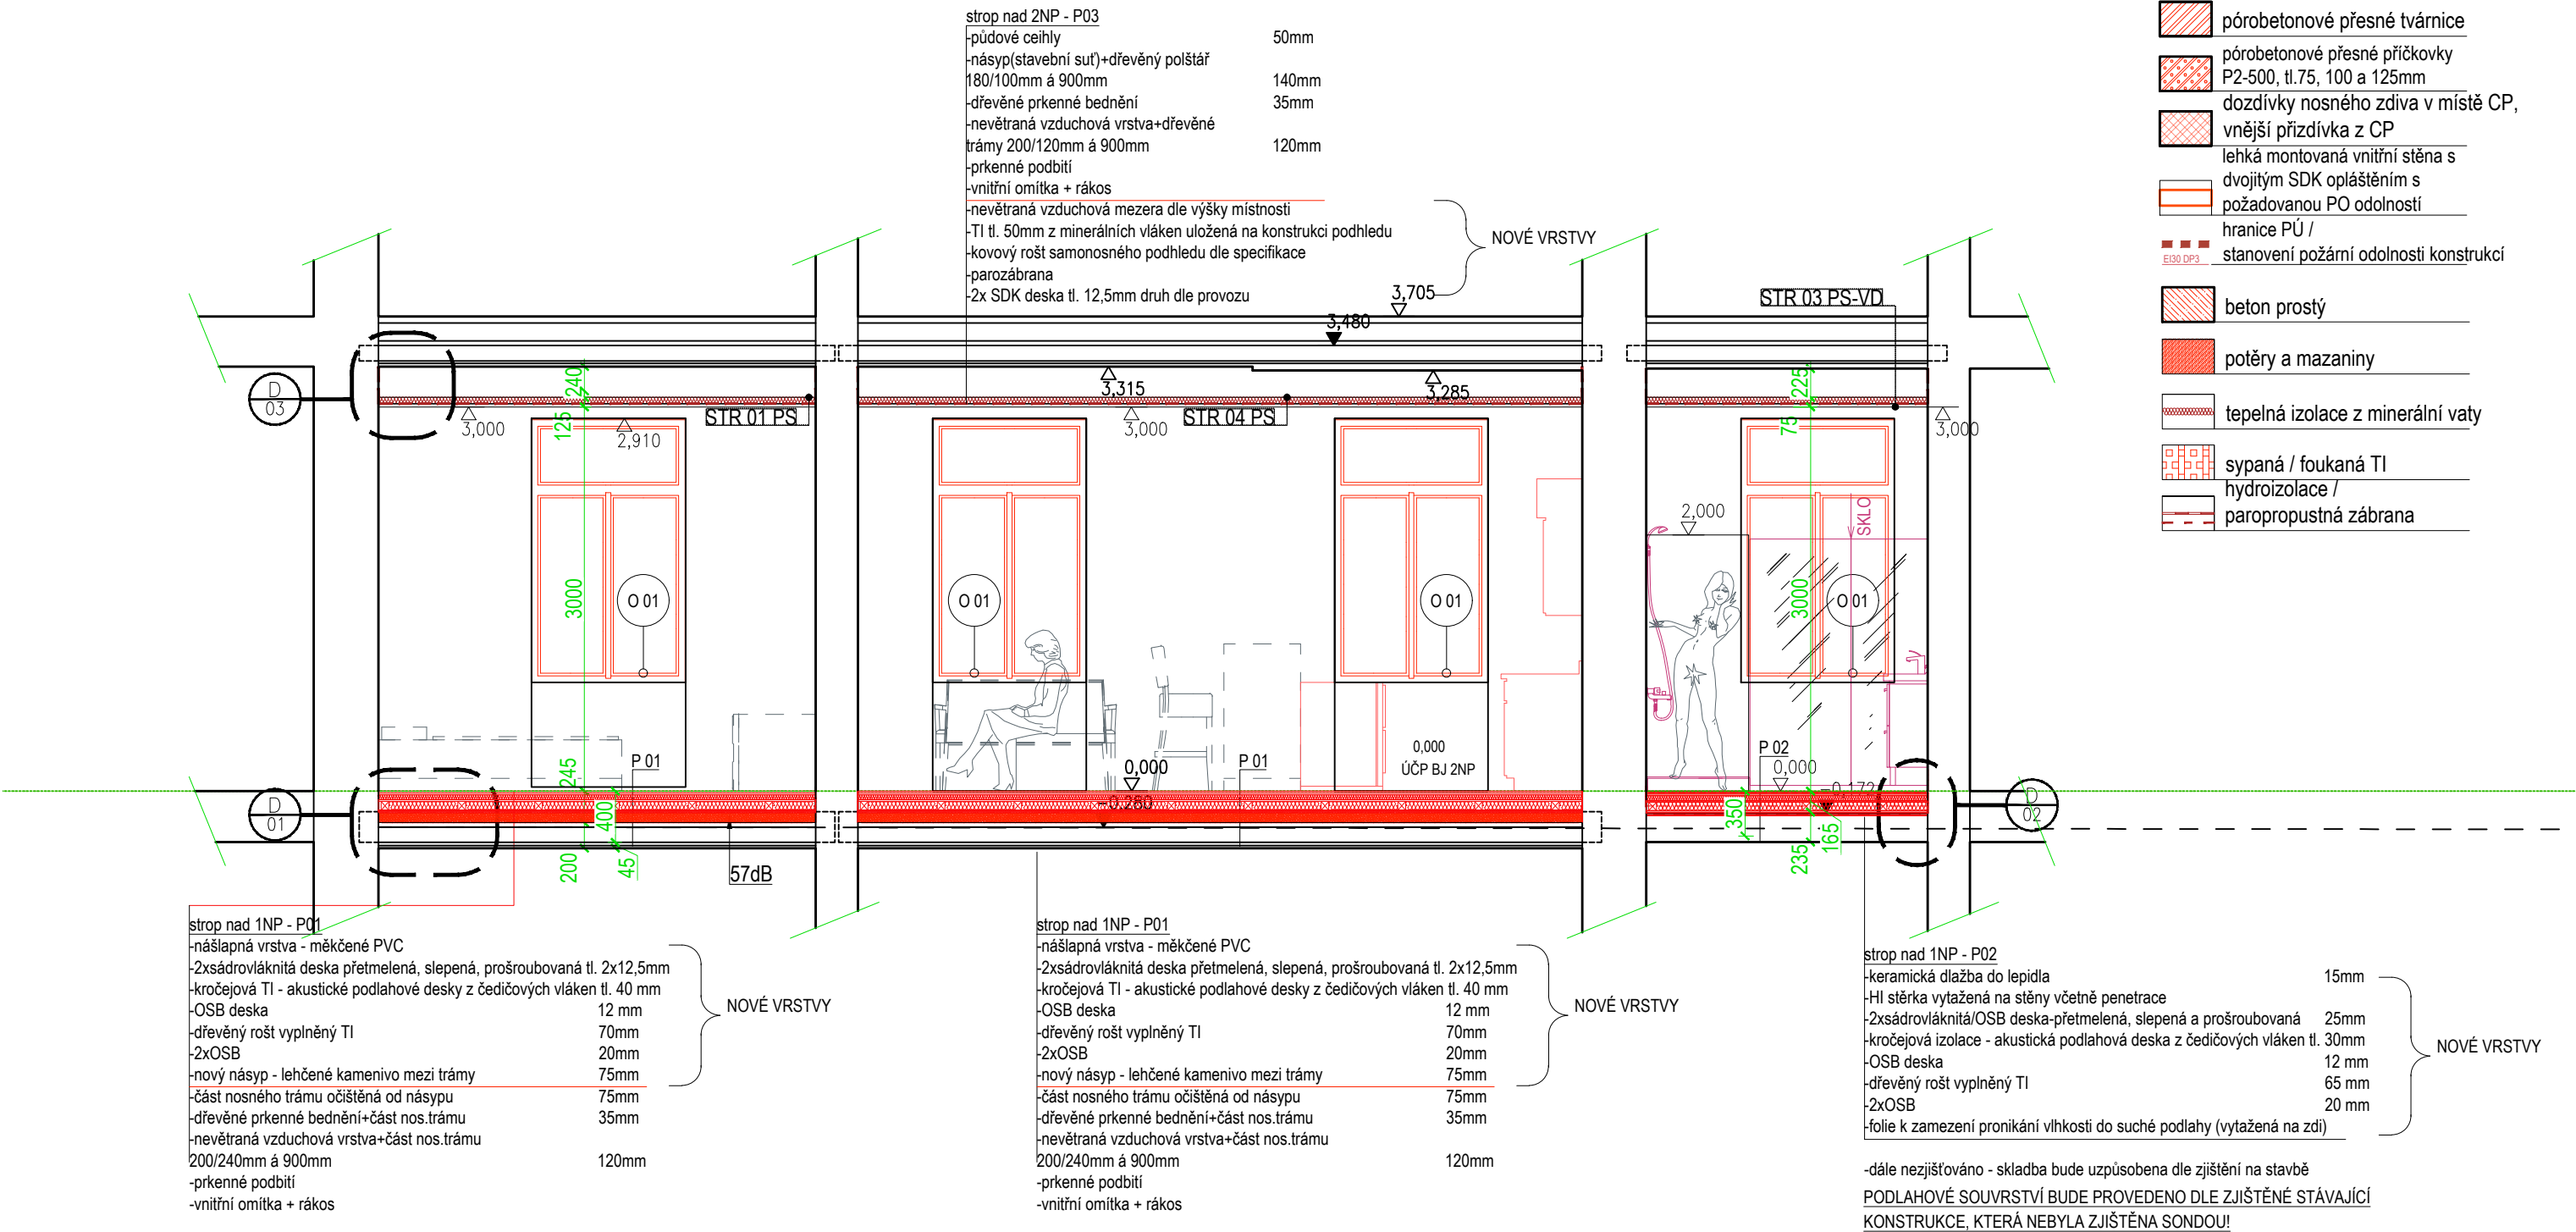 strop nad 2NP - P03
-půdové ceihly 50mm
-násyp(stavební suť)+dřevěný polštář
180/100mm á 900mm 140mm
-dřevěné prkenné bednění 35mm
-nevětraná vzduchová vrstva+dřevěné
trámy 200/120mm á 900mm 120mm
-prkenné podbití
-vnitřní omítka + rákos
-nevětraná vzduchová mezera dle výšky místnosti
-TI tl. 50mm z minerálních vláken uložená na konstrukci podhledu
-kovový rošt samonosného podhledu dle specifikace
-parozábrana
-2x SDK deska tl. 12,5mm druh dle provozu
NOVÉ VRSTVY
pórobetonové přesné tvárnice
pórobetonové přesné příčkovky
P2-500, tl.75, 100 a 125mm
dozdívky nosného zdiva v místě CP,
vnější přizdívka z CP
lehká montovaná vnitřní stěna s
dvojitým SDK opláštěním s
požadovanou PO odolností
hranice PÚ /
EI30 DP3 stanovení požární odolnosti konstrukcí
beton prostý
potěry a mazaniny
tepelná izolace z minerální vaty
sypaná / foukaná TI
hydroizolace /
paropropustná zábrana
3,705
STR 03 PS-VD
3,480
D
03
240
3,315
3,285
225
125
3,000
2,910
STR 01 PS
3,000
STR 04 PS
75
3,000
2,000
SKLO
3000
O 01
O 01
O 01
3000
O 01
245
P 01
0,000
P 01
0,000
ÚČP BJ 2NP
P 02
0,000
-0,172
D
01
400
-0.280
350
165
D
02
200
45
57dB
235
strop nad 1NP - P01
-nášlapná vrstva - měkčené PVC
-2xsádrovláknitá deska přetmelená, slepená, prošroubovaná tl. 2x12,5mm
-kročejová TI - akustické podlahové desky z čedičových vláken tl. 40 mm
-OSB deska 12 mm
-dřevěný rošt vyplněný TI 70mm
-2xOSB 20mm
-nový násyp - lehčené kamenivo mezi trámy 75mm
-část nosného trámu očištěná od násypu 75mm
-dřevěné prkenné bednění+část nos.trámu 35mm
-nevětraná vzduchová vrstva+část nos.trámu
200/240mm á 900mm 120mm
-prkenné podbití
-vnitřní omítka + rákos
NOVÉ VRSTVY
strop nad 1NP - P01
-nášlapná vrstva - měkčené PVC
-2xsádrovláknitá deska přetmelená, slepená, prošroubovaná tl. 2x12,5mm
-kročejová TI - akustické podlahové desky z čedičových vláken tl. 40 mm
-OSB deska 12 mm
-dřevěný rošt vyplněný TI 70mm
-2xOSB 20mm
-nový násyp - lehčené kamenivo mezi trámy 75mm
-část nosného trámu očištěná od násypu 75mm
-dřevěné prkenné bednění+část nos.trámu 35mm
-nevětraná vzduchová vrstva+část nos.trámu
200/240mm á 900mm 120mm
-prkenné podbití
-vnitřní omítka + rákos
NOVÉ VRSTVY
strop nad 1NP - P02
-keramická dlažba do lepidla 15mm
-HI stěrka vytažená na stěny včetně penetrace
-2xsádrovláknitá/OSB deska-přetmelená, slepená a prošroubovaná 25mm
-kročejová izolace - akustická podlahová deska z čedičových vláken tl. 30mm
-OSB deska 12 mm
-dřevěný rošt vyplněný TI 65 mm
-2xOSB 20 mm
-folie k zamezení pronikání vlhkosti do suché podlahy (vytažená na zdi)
NOVÉ VRSTVY
-dále nezjišťováno - skladba bude uzpůsobena dle zjištění na stavbě
PODLAHOVÉ SOUVRSTVÍ BUDE PROVEDENO DLE ZJIŠTĚNÉ STÁVAJÍCÍ
KONSTRUKCE, KTERÁ NEBYLA ZJIŠTĚNA SONDOU!